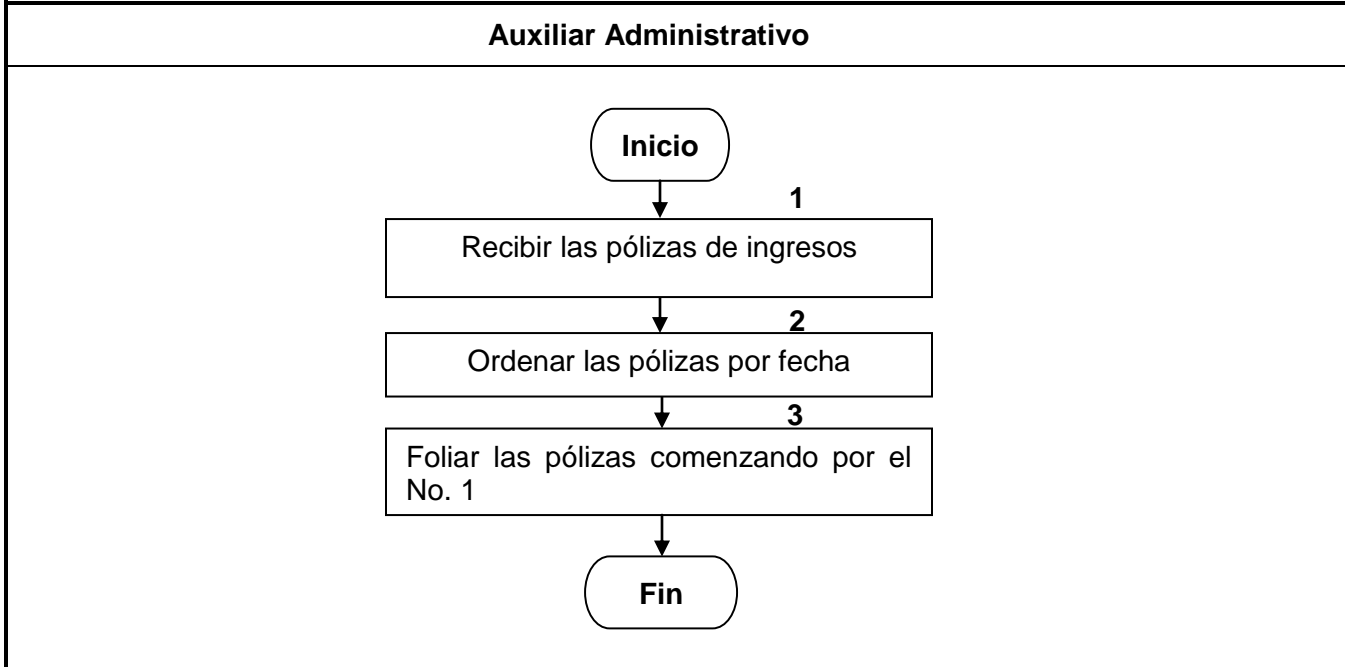 Auxiliar Administrativo
Inicio
1
Recibir las pólizas de ingresos
2
Ordenar las pólizas por fecha
3
Foliar las pólizas comenzando por el
No. 1
Fin